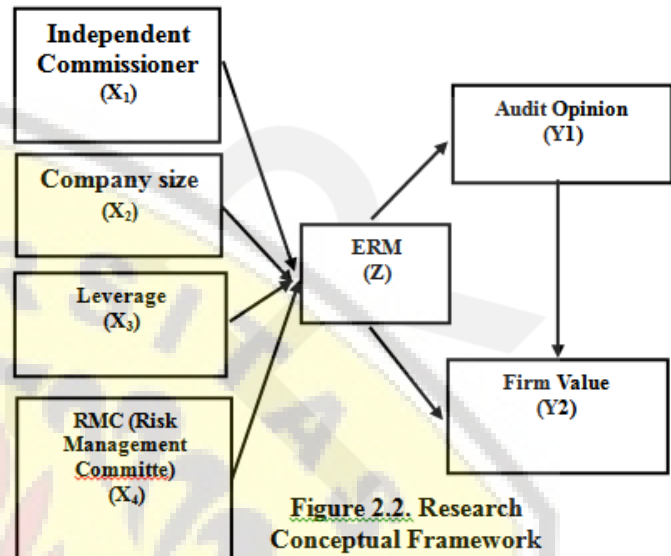 Independent
Commissioner
(X₁)
Company size
(X₂)
Leverage
(X₃)
RMC (Risk
Management
Committe)
(X₄)
ERM
(Z)
Audit Opinion
(Y1)
Firm Value
(Y2)
Figure 2.2. Research
Conceptual Framework